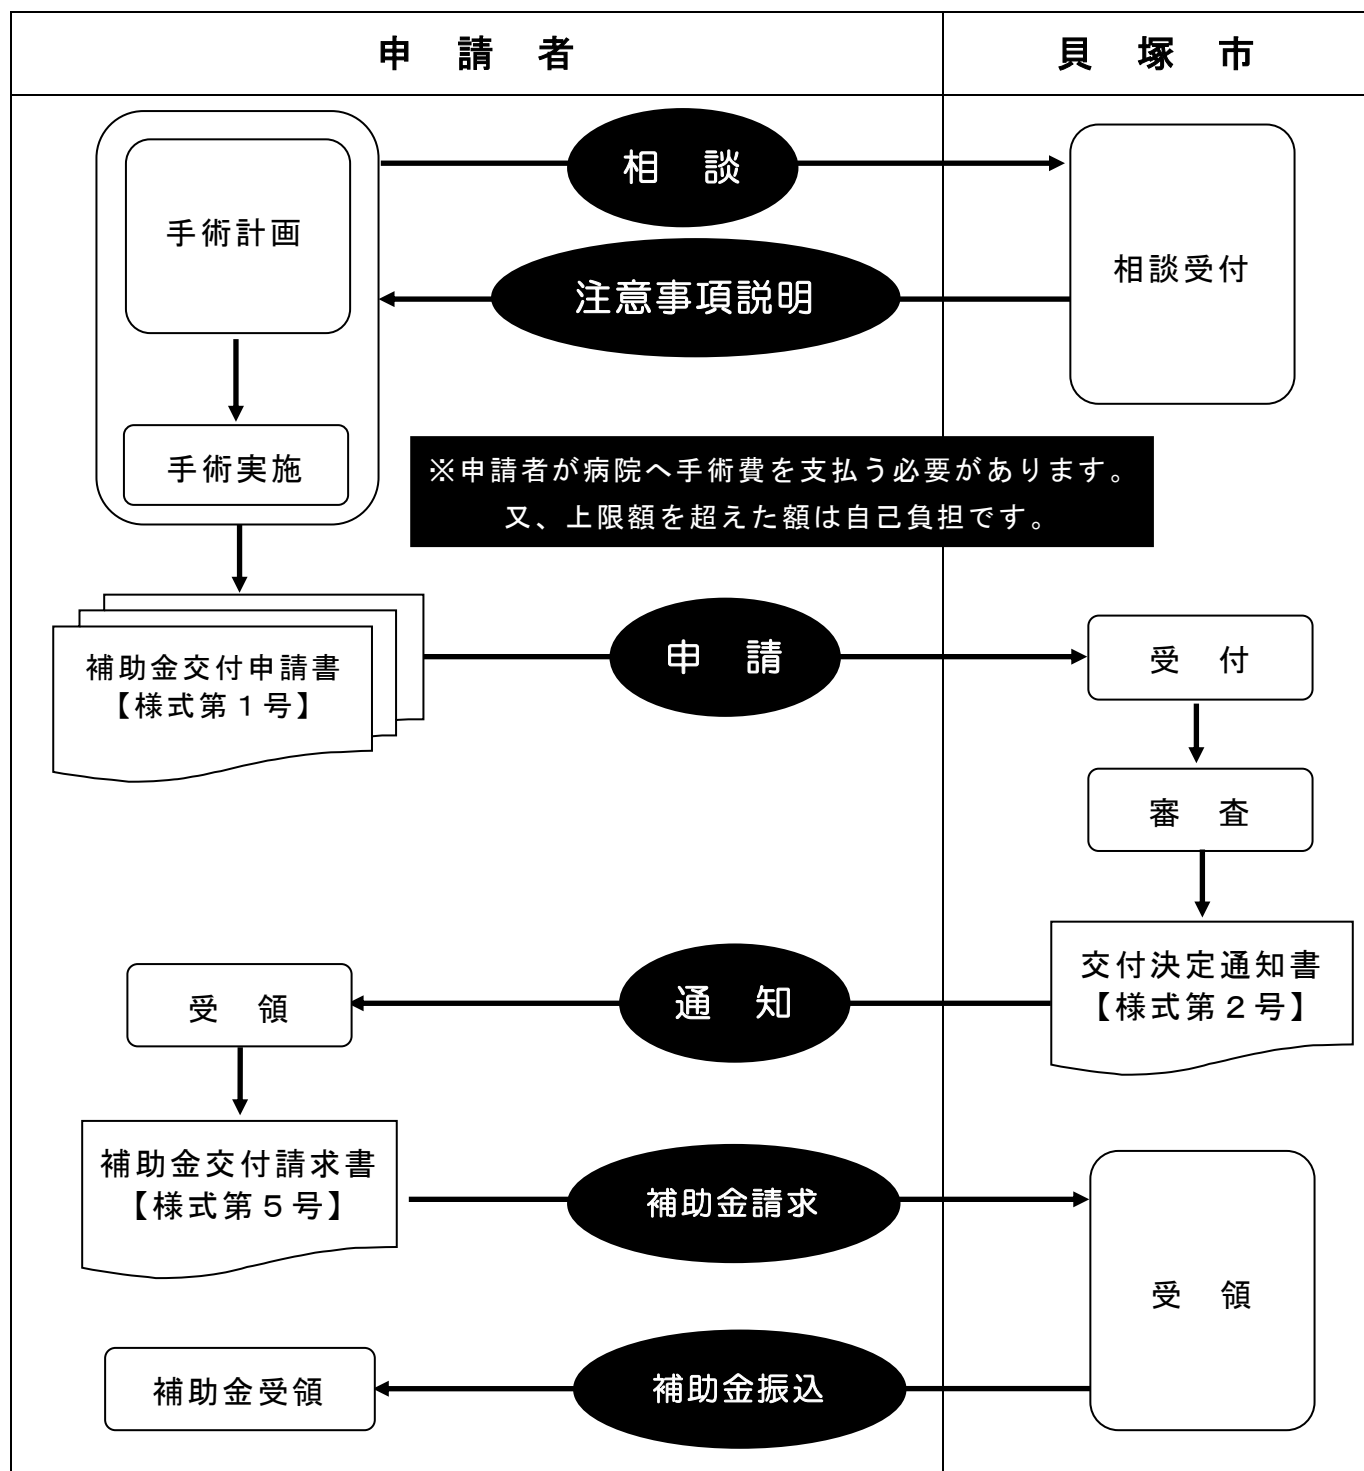 申　請　者
貝　塚　市
相　談
手術計画
相談受付
注意事項説明
手術実施
※申請者が病院へ手術費を支払う必要があります。
又、上限額を超えた額は自己負担です。
補助金交付申請書
【様式第１号】
申　請
受　付
審　査
交付決定通知書
【様式第２号】
通　知
受　領
補助金交付請求書
【様式第５号】
補助金請求
受　領
補助金振込
補助金受領